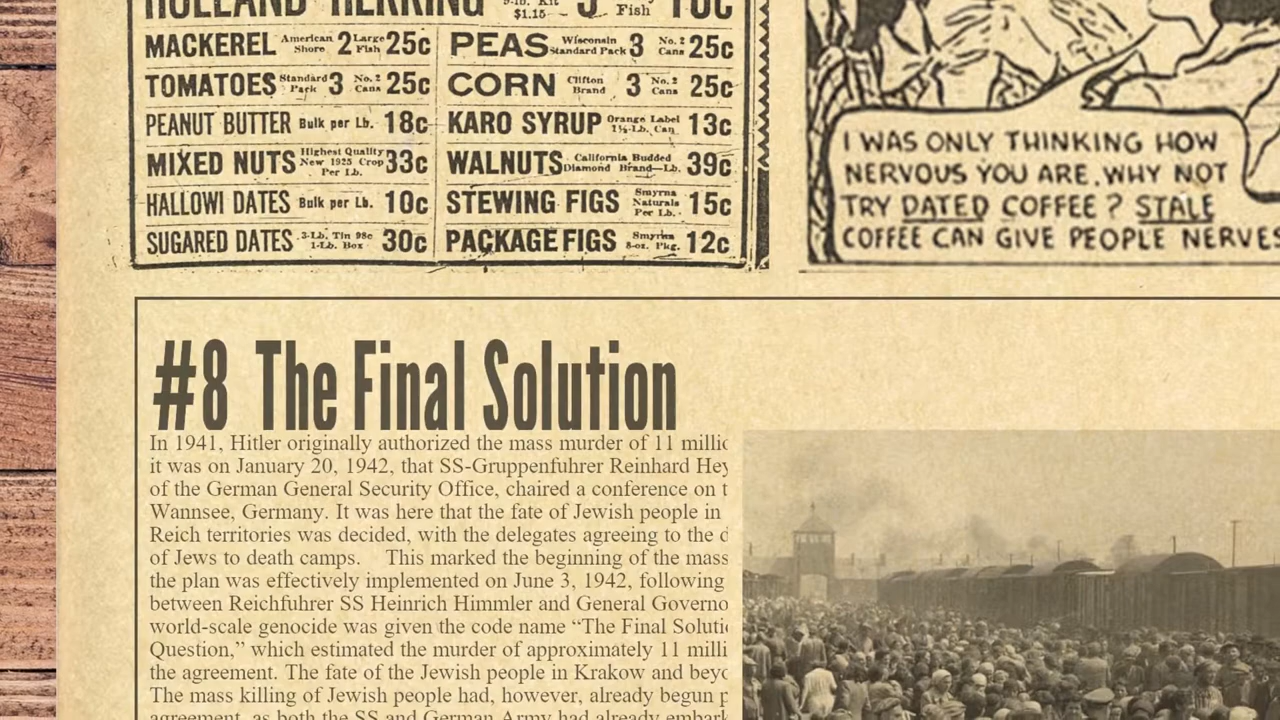 HOLLAND HERRING $1.15 Fish
MACKEREL American Shore 2 Large Fish 25c
PEAS Wisconsin Standard Pack 3 No. 2 Cans 25c
TOMATOES Standard Pack 3 No. 2 Cans 25c
CORN Clifton Brand 3 No. 2 Cans 25c
PEANUT BUTTER Bulk per Lb. 18c
KARO SYRUP Orange Label 1½-Lb. Can 13c
MIXED NUTS Highest Quality New 1925 Crop Per Lb. 33c
WALNUTS California Budded Diamond Brand—Lb. 39c
HALLOWI DATES Bulk per Lb. 10c
STEWING FIGS Smyrna Naturals Per Lb. 15c
SUGARED DATES 3-Lb. Tin 98c 1-Lb. Box 30c
PACKAGE FIGS Smyrna 8-oz. Pkg. 12c
I WAS ONLY THINKING HOW
NERVOUS YOU ARE. WHY NOT
TRY DATED COFFEE? STALE
COFFEE CAN GIVE PEOPLE NERVES
#8 The Final Solution
In 1941, Hitler originally authorized the mass murder of 11
it was on January 20, 1942, that SS-Gruppenfuhrer Reinhard Hey
of the German General Security Office, chaired a conference on t
Wannsee, Germany. It was here that the fate of Jewish people in
Reich territories was decided, with the delegates agreeing to the d
of Jews to death camps. This marked the beginning of the mass
the plan was effectively implemented on June 3, 1942, following
between Reichfuhrer SS Heinrich Himmler and General Governo
world-scale genocide was given the code name “The Final Soluti
Question,” which estimated the murder of approximately 11 milli
the agreement. The fate of the Jewish people in Krakow and beyo
The mass killing of Jewish people had, however, already begun p
agreement, as both the SS and German Army had already embark